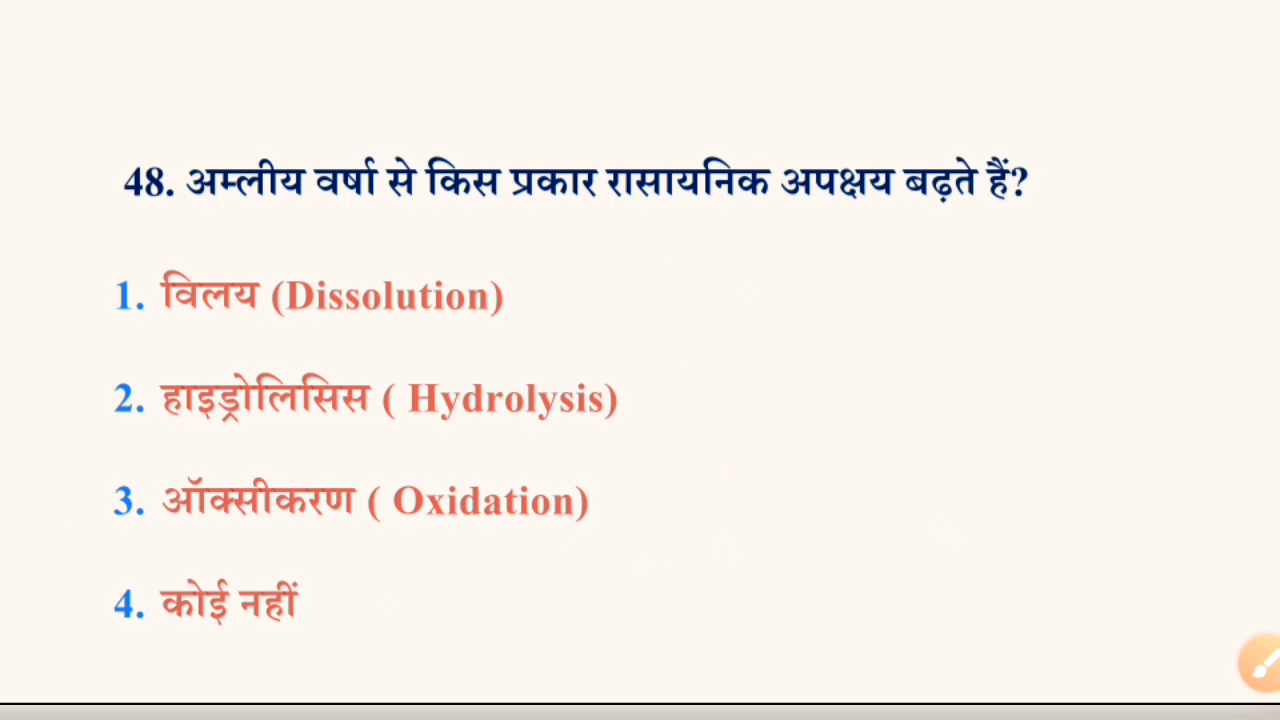 48. अम्लीय वर्षा से किस प्रकार रासायनिक अपक्षय बढ़ते हैं?
1. विलय (Dissolution)
2. हाइड्रोलिसिस ( Hydrolysis)
3. ऑक्सीकरण ( Oxidation)
4. कोई नहीं